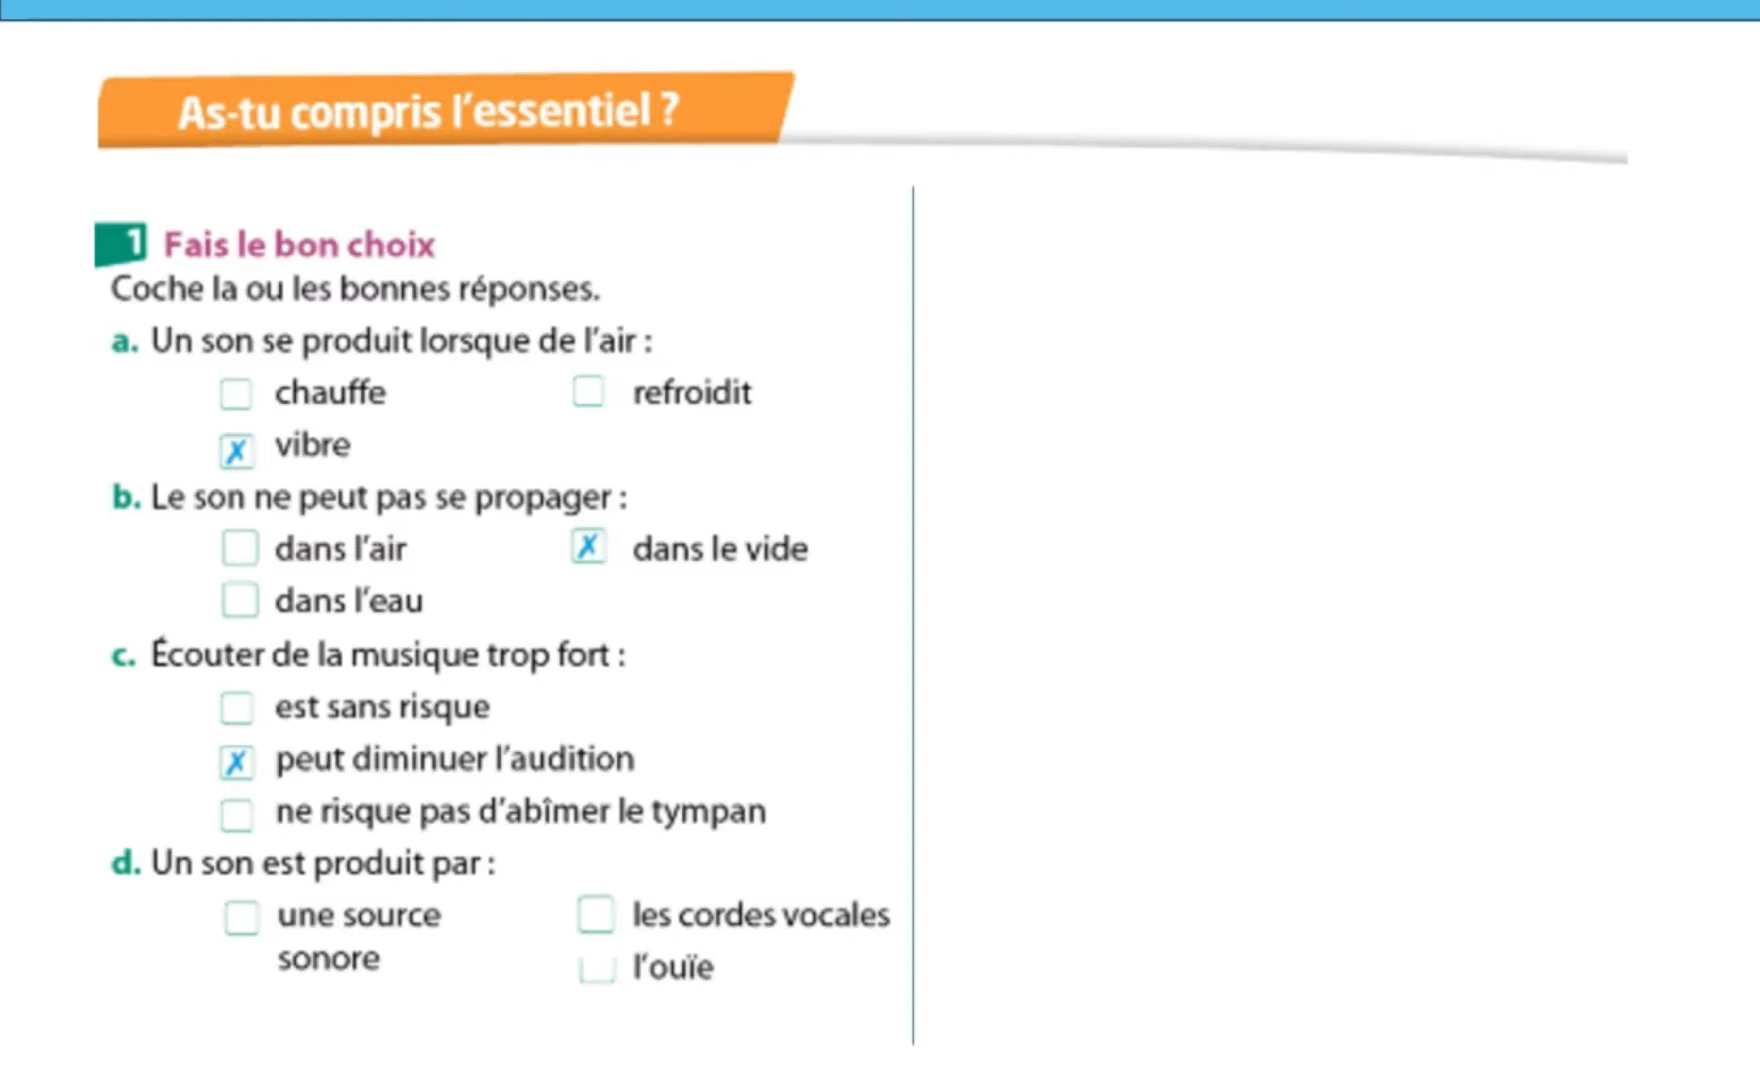 As-tu compris l'essentiel ?
1 Fais le bon choix
Coche la ou les bonnes réponses.
a. Un son se produit lorsque de l'air :
chauffe
refroidit
✗ vibre
b. Le son ne peut pas se propager :
dans l'air
✗ dans le vide
dans l'eau
c. Écouter de la musique trop fort :
est sans risque
✗ peut diminuer l'audition
ne risque pas d'abîmer le tympan
d. Un son est produit par :
une source
sonore
les cordes vocales
l'ouïe